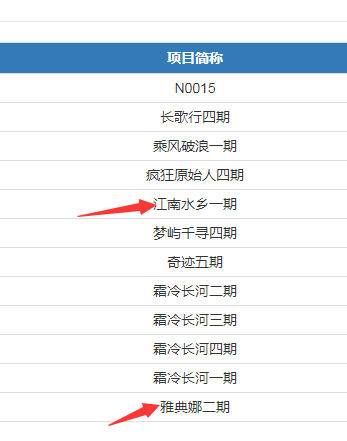 项目简称
N0015
长歌行四期
乘风破浪一期
疯狂原始人四期
江南水乡一期
梦屿千寻四期
奇迹五期
霜冷长河二期
霜冷长河三期
霜冷长河四期
霜冷长河一期
雅典娜二期